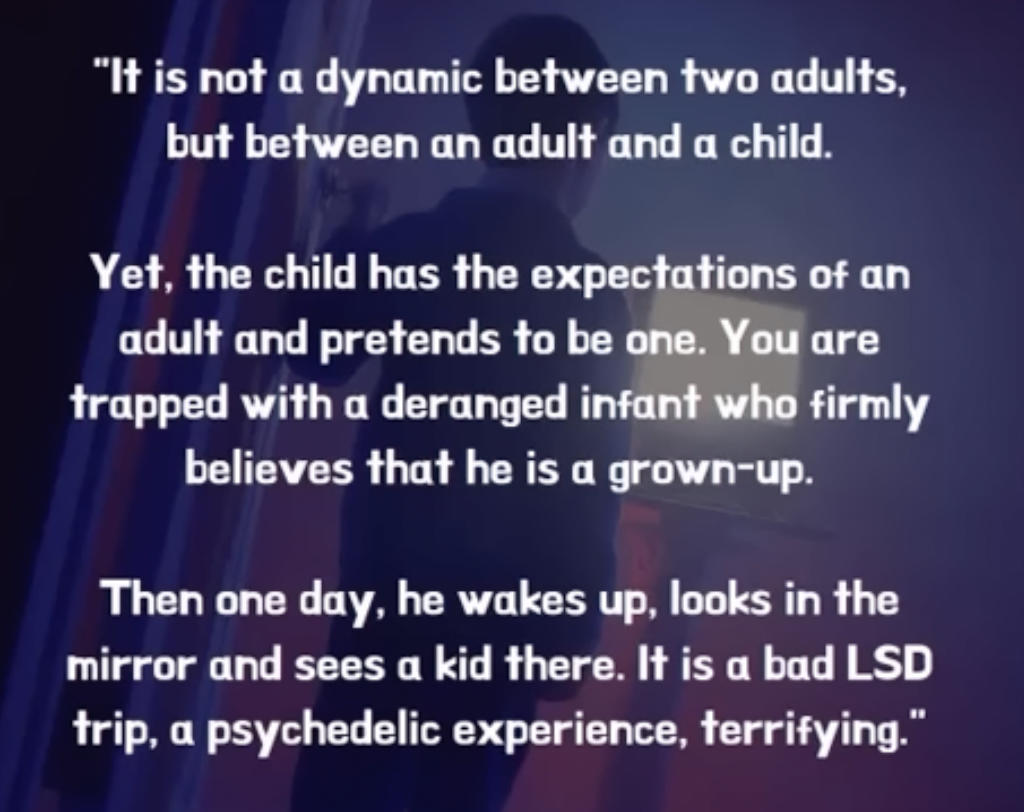 "It is not a dynamic between two adults,
but between an adult and a child.
Yet, the child has the expectations of an
adult and pretends to be one. You are
trapped with a deranged infant who firmly
believes that he is a grown-up.
Then one day, he wakes up, looks in the
mirror and sees a kid there. It is a bad LSD
trip, a psychedelic experience, terrifying."